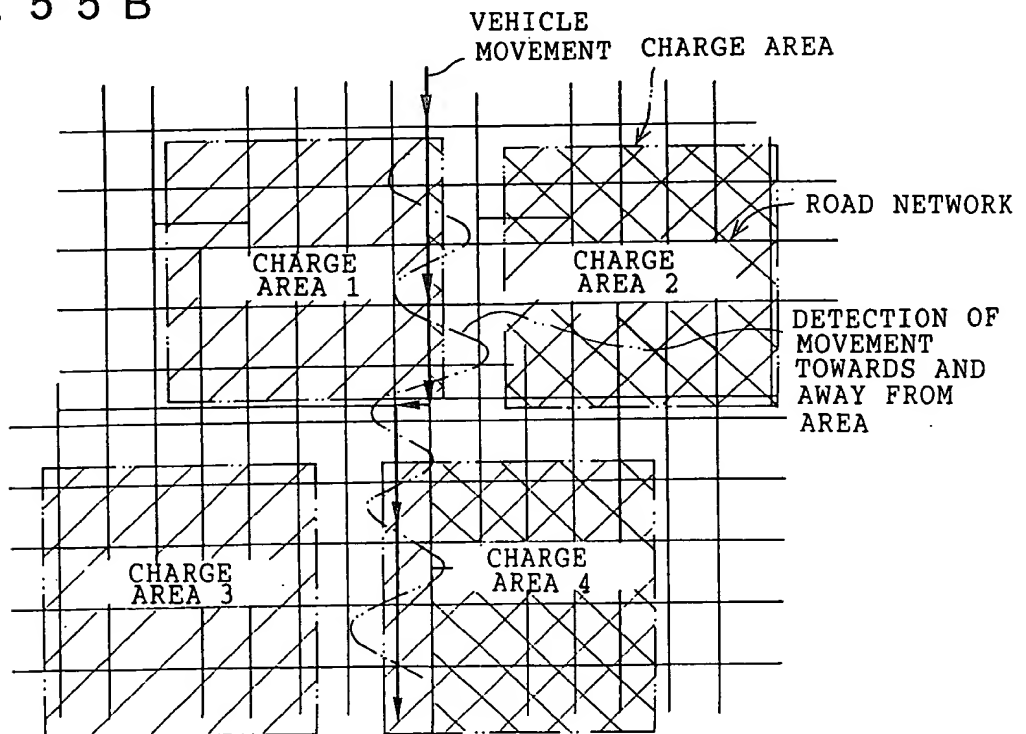 5 5 B
VEHICLE
MOVEMENT
CHARGE AREA
ROAD NETWORK
CHARGE
AREA 1
CHARGE
AREA 2
DETECTION OF
MOVEMENT
TOWARDS AND
AWAY FROM
AREA
CHARGE
AREA 3
CHARGE
AREA 4